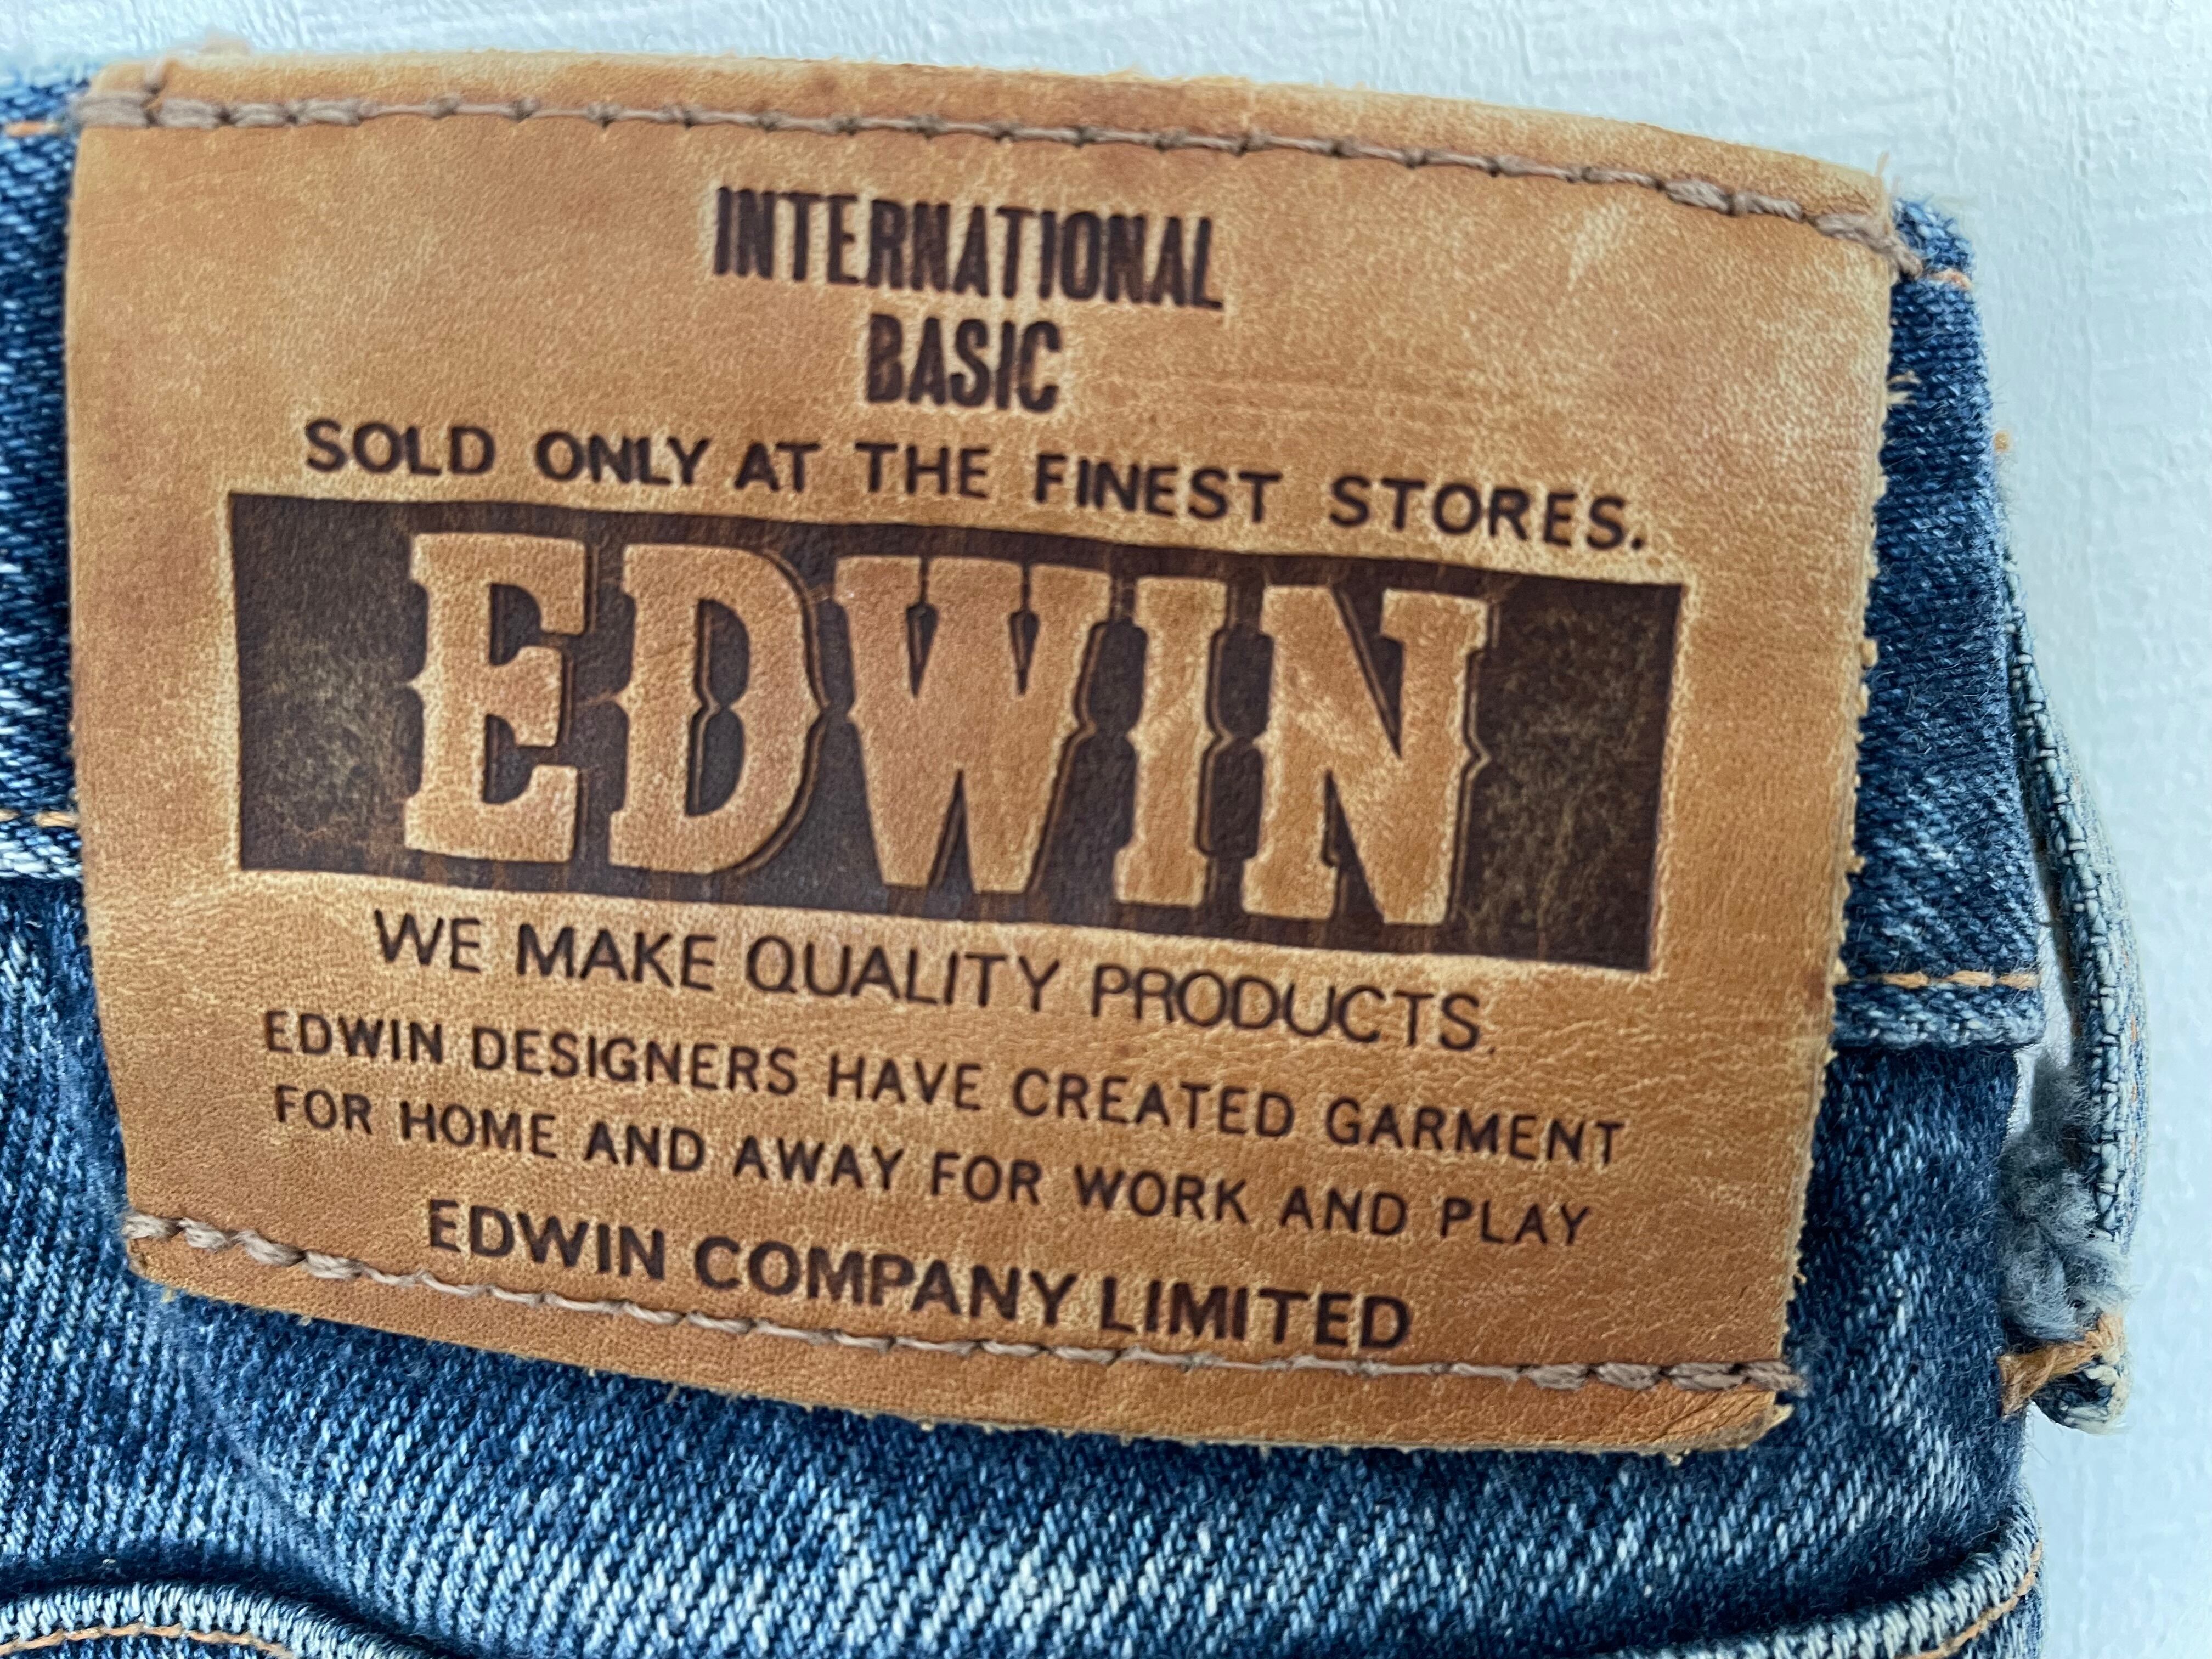 INTERNATIONAL
BASIC
SOLD ONLY AT THE FINEST STORES.
EDWIN
WE MAKE QUALITY PRODUCTS.
EDWIN DESIGNERS HAVE CREATED GARMENT
FOR HOME AND AWAY FOR WORK AND PLAY
EDWIN COMPANY LIMITED